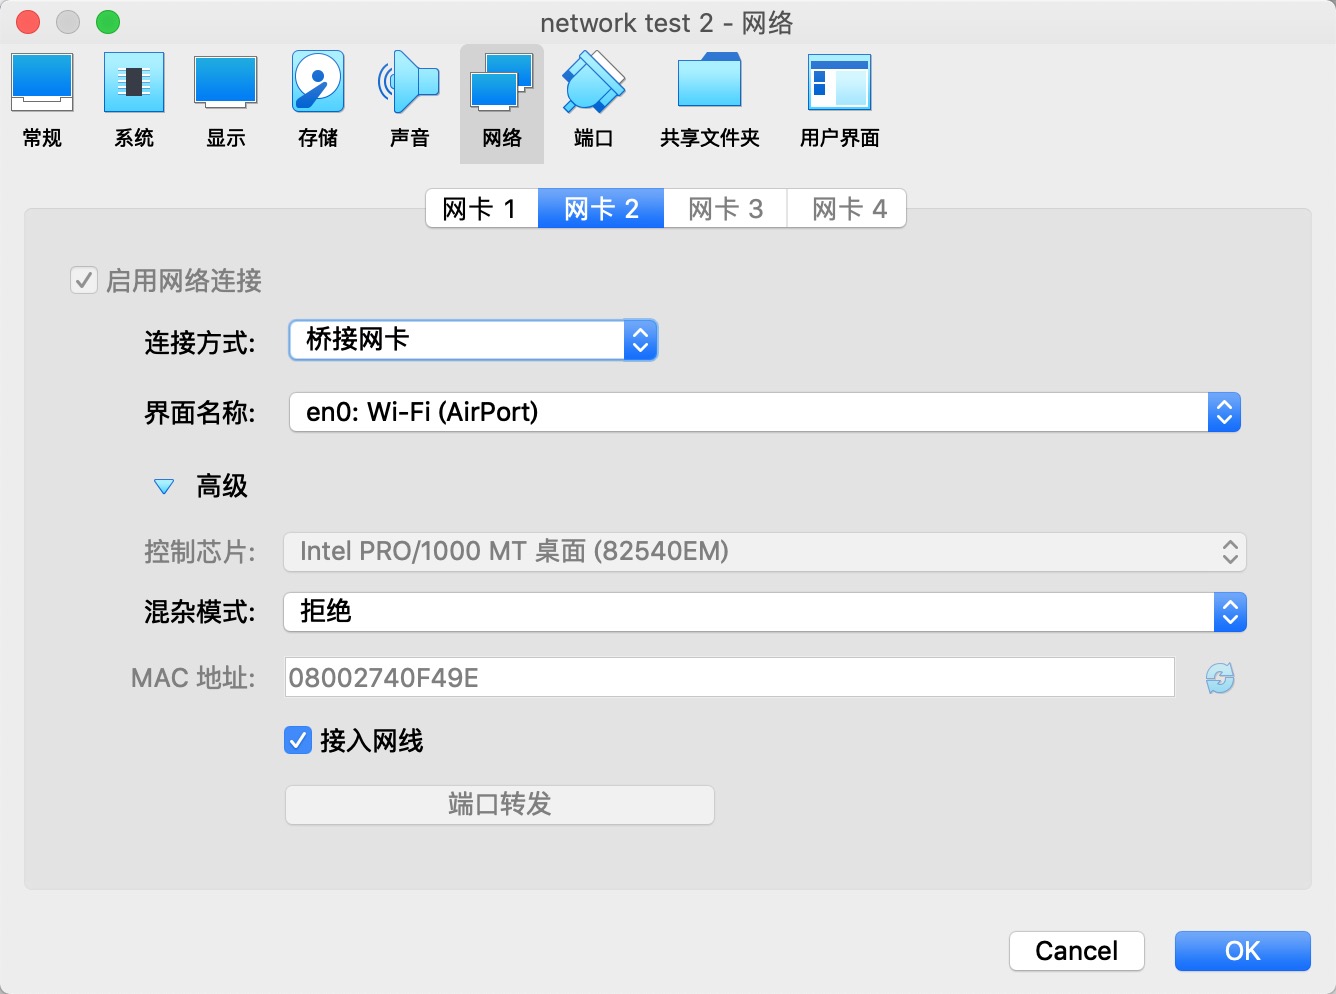 network test 2 - 网络
常规 系统 显示 存储 声音 网络 端口 共享文件夹 用户界面
网卡 1 网卡 2 网卡 3 网卡 4
启用网络连接
连接方式: 桥接网卡
界面名称: en0: Wi-Fi (AirPort)
高级
控制芯片: Intel PRO/1000 MT 桌面 (82540EM)
混杂模式: 拒绝
MAC 地址: 08002740F49E
接入网线
端口转发
Cancel OK